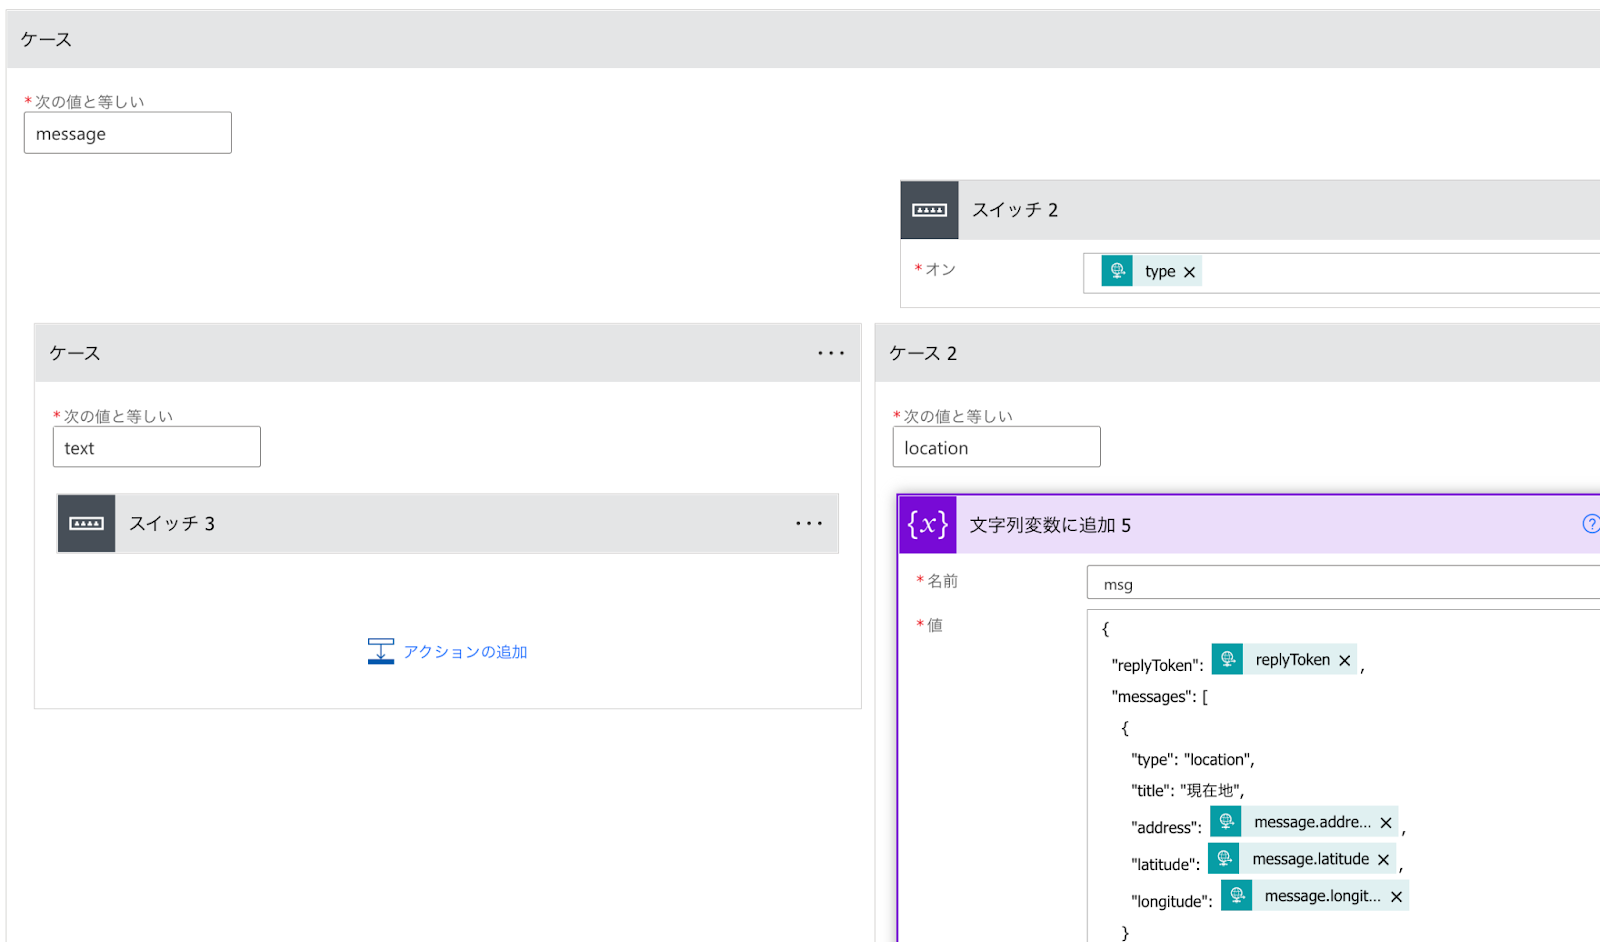 ケース
*次の値と等しい
message
スイッチ 2
*オン
type ×
ケース
ケース 2
*次の値と等しい
text
*次の値と等しい
location
スイッチ 3
アクションの追加
{x} 文字列変数に追加 5 ?
*名前
msg
*値
{
"replyToken": replyToken × ,
"messages": [
{
"type": "location",
"title": "現在地",
"address": message.addre... × ,
"latitude": message.latitude × ,
"longitude": message.longit... ×
}